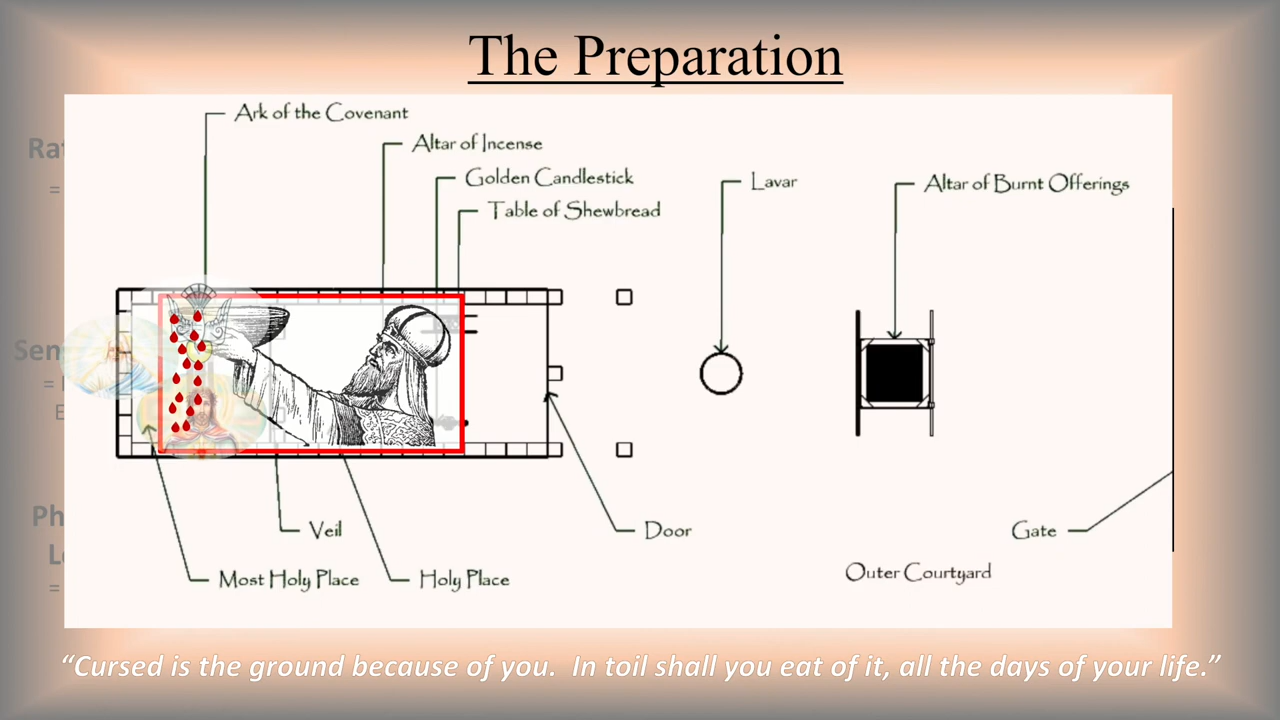 The Preparation
Ark of the Covenant
Altar of Incense
Golden Candlestick
Table of Shewbread
Lavar
Altar of Burnt Offerings
Veil
Door
Gate
Most Holy Place
Holy Place
Outer Courtyard
“Cursed is the ground because of you.  In toil shall you eat of it, all the days of your life.”